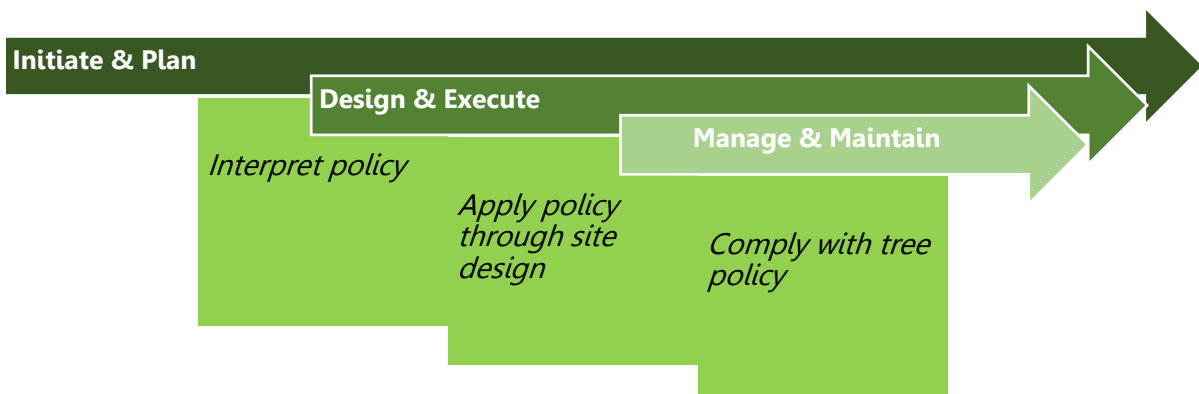 Initiate & Plan
Design & Execute
Manage & Maintain
Interpret policy
Apply policy
through site
design
Comply with tree
policy